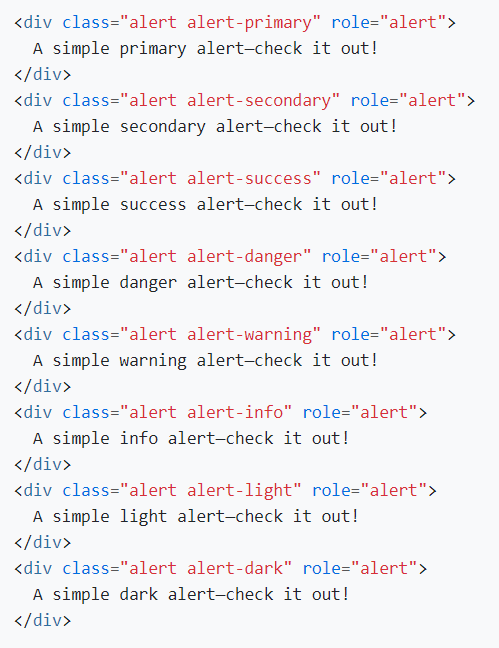 <div class="alert alert-primary" role="alert">
  A simple primary alert—check it out!
</div>
<div class="alert alert-secondary" role="alert">
  A simple secondary alert—check it out!
</div>
<div class="alert alert-success" role="alert">
  A simple success alert—check it out!
</div>
<div class="alert alert-danger" role="alert">
  A simple danger alert—check it out!
</div>
<div class="alert alert-warning" role="alert">
  A simple warning alert—check it out!
</div>
<div class="alert alert-info" role="alert">
  A simple info alert—check it out!
</div>
<div class="alert alert-light" role="alert">
  A simple light alert—check it out!
</div>
<div class="alert alert-dark" role="alert">
  A simple dark alert—check it out!
</div>